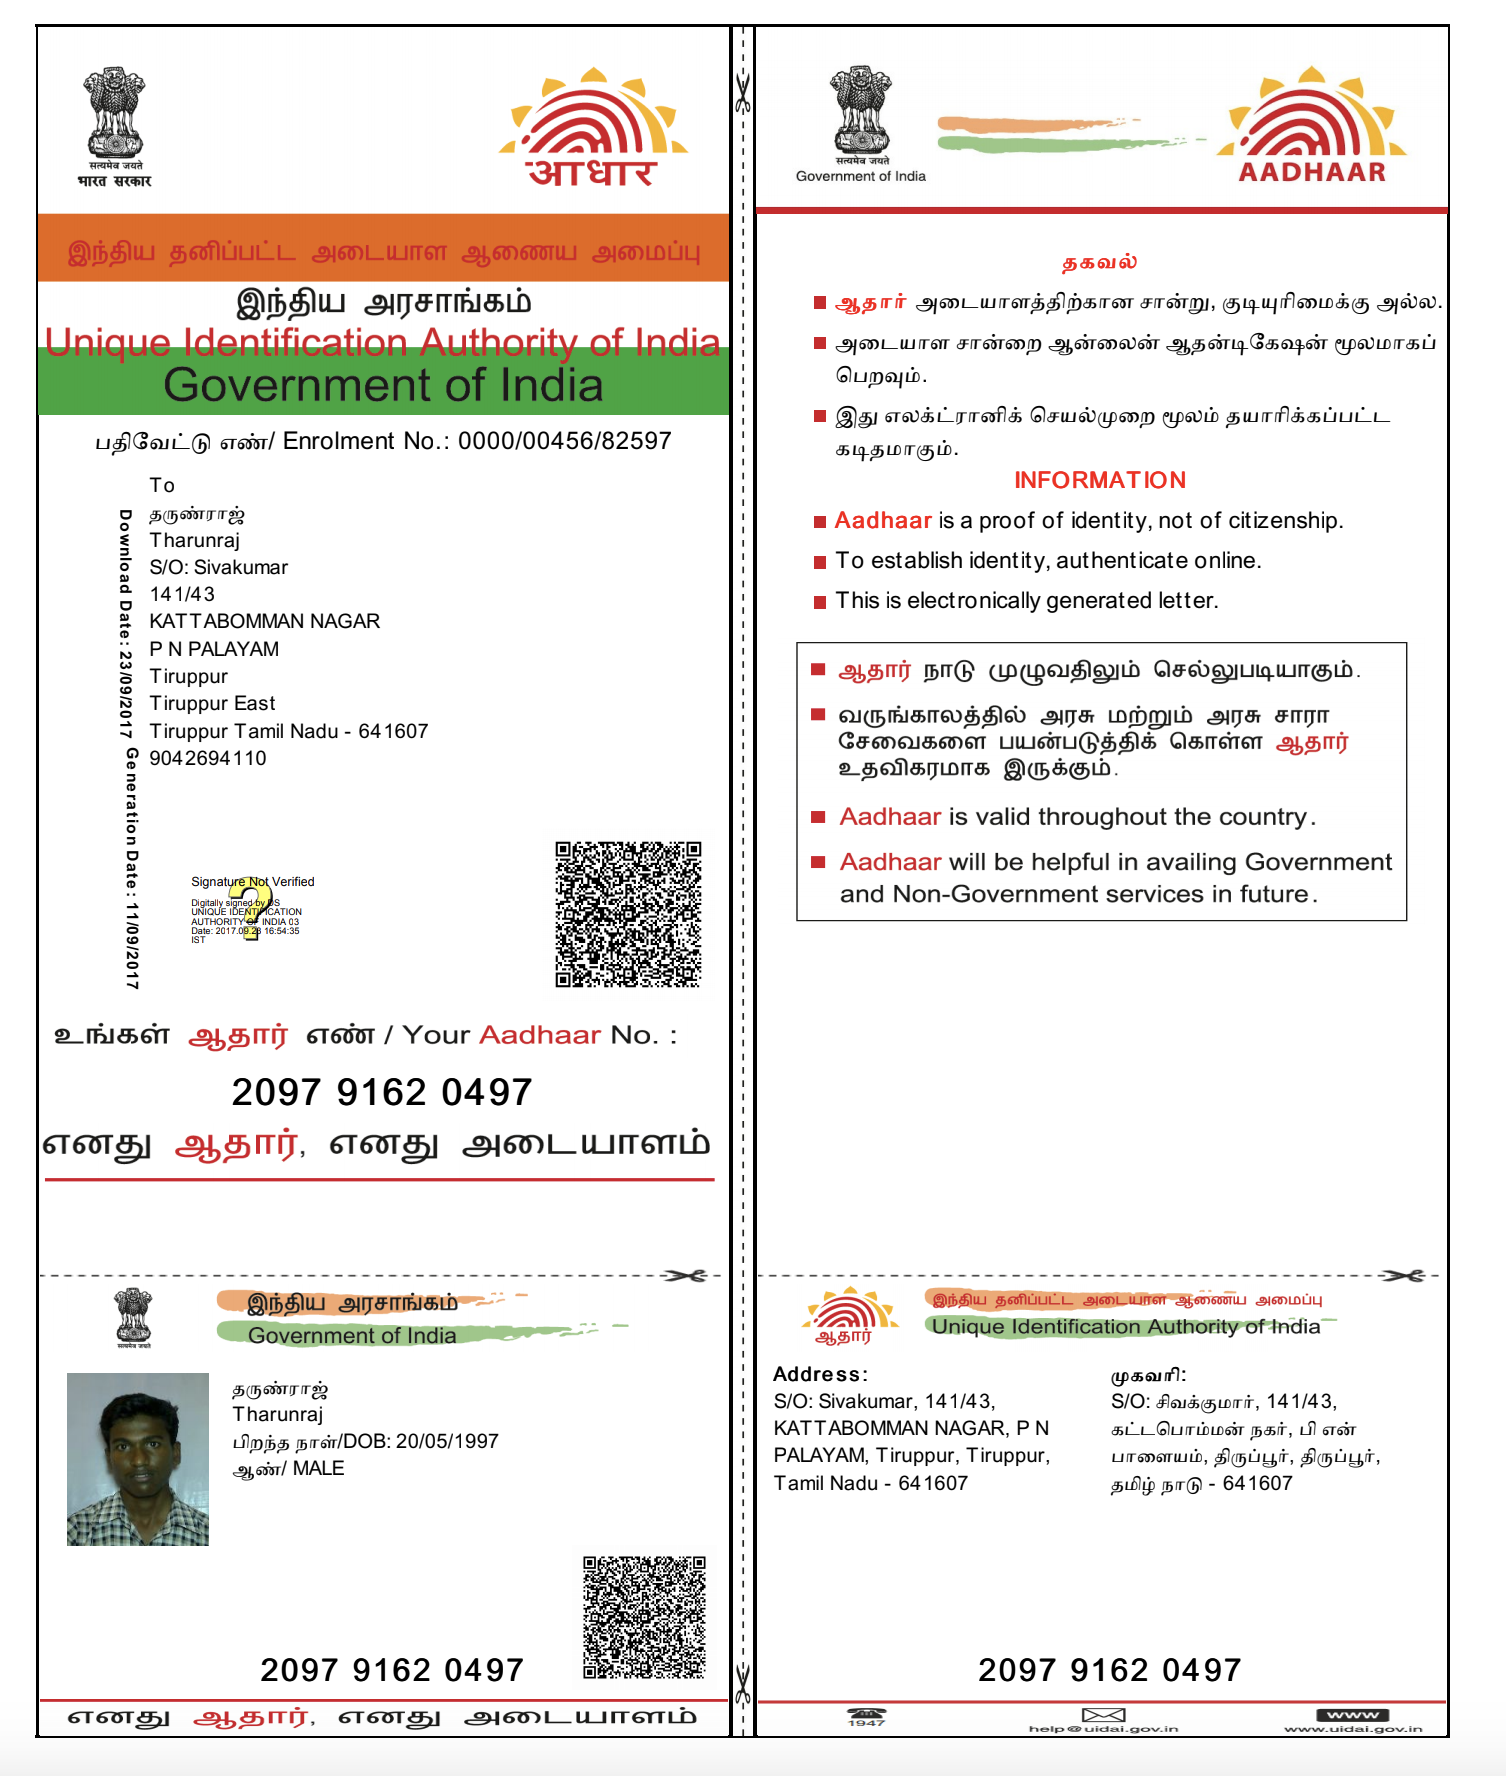 सत्यमेव जयते
भारत सरकार
आधार
இந்திய தனிப்பட்ட அடையாள ஆணைய அமைப்பு
இந்திய அரசாங்கம்
Unique Identification Authority of India
Government of India
பதிவேட்டு எண்/ Enrolment No.: 0000/00456/82597
To
தருண்ராஜ்
Tharunraj
S/O: Sivakumar
141/43
KATTABOMMAN NAGAR
P N PALAYAM
Tiruppur
Tiruppur East
Tiruppur Tamil Nadu - 641607
9042694110
Download Date: 23/09/2017 Generation Date: 11/09/2017
Signature Not Verified
Digitally signed by DS
UNIQUE IDENTIFICATION
AUTHORITY OF INDIA 03
Date: 2017.09.23 16:54:35
IST
உங்கள் ஆதார் எண் / Your Aadhaar No. :
2097 9162 0497
எனது ஆதார், எனது அடையாளம்
सत्यमेव जयते
Government of India
AADHAAR
தகவல்
ஆதார் அடையாளத்திற்கான சான்று, குடியுரிமைக்கு அல்ல.
அடையாள சான்றை ஆன்லைன் ஆதன்டிகேஷன் மூலமாகப்
பெறவும்.
இது எலக்ட்ரானிக் செயல்முறை மூலம் தயாரிக்கப்பட்ட
கடிதமாகும்.
INFORMATION
Aadhaar is a proof of identity, not of citizenship.
To establish identity, authenticate online.
This is electronically generated letter.
ஆதார் நாடு முழுவதிலும் செல்லுபடியாகும்.
வருங்காலத்தில் அரசு மற்றும் அரசு சாரா
சேவைகளை பயன்படுத்திக் கொள்ள ஆதார்
உதவிகரமாக இருக்கும்.
Aadhaar is valid throughout the country.
Aadhaar will be helpful in availing Government
and Non-Government services in future.
सत्यमेव जयते
இந்திய அரசாங்கம்
Government of India
தருண்ராஜ்
Tharunraj
பிறந்த நாள்/DOB: 20/05/1997
ஆண்/ MALE
2097 9162 0497
எனது ஆதார், எனது அடையாளம்
ஆதார்
இந்திய தனிப்பட்ட அடையாள ஆணைய அமைப்பு
Unique Identification Authority of India
Address:
S/O: Sivakumar, 141/43,
KATTABOMMAN NAGAR, P N
PALAYAM, Tiruppur, Tiruppur,
Tamil Nadu - 641607
முகவரி:
S/O: சிவக்குமார், 141/43,
கட்டபொம்மன் நகர், பி என்
பாளையம், திருப்பூர், திருப்பூர்,
தமிழ் நாடு - 641607
2097 9162 0497
1947
help@uidai.gov.in
www
www.uidai.gov.in